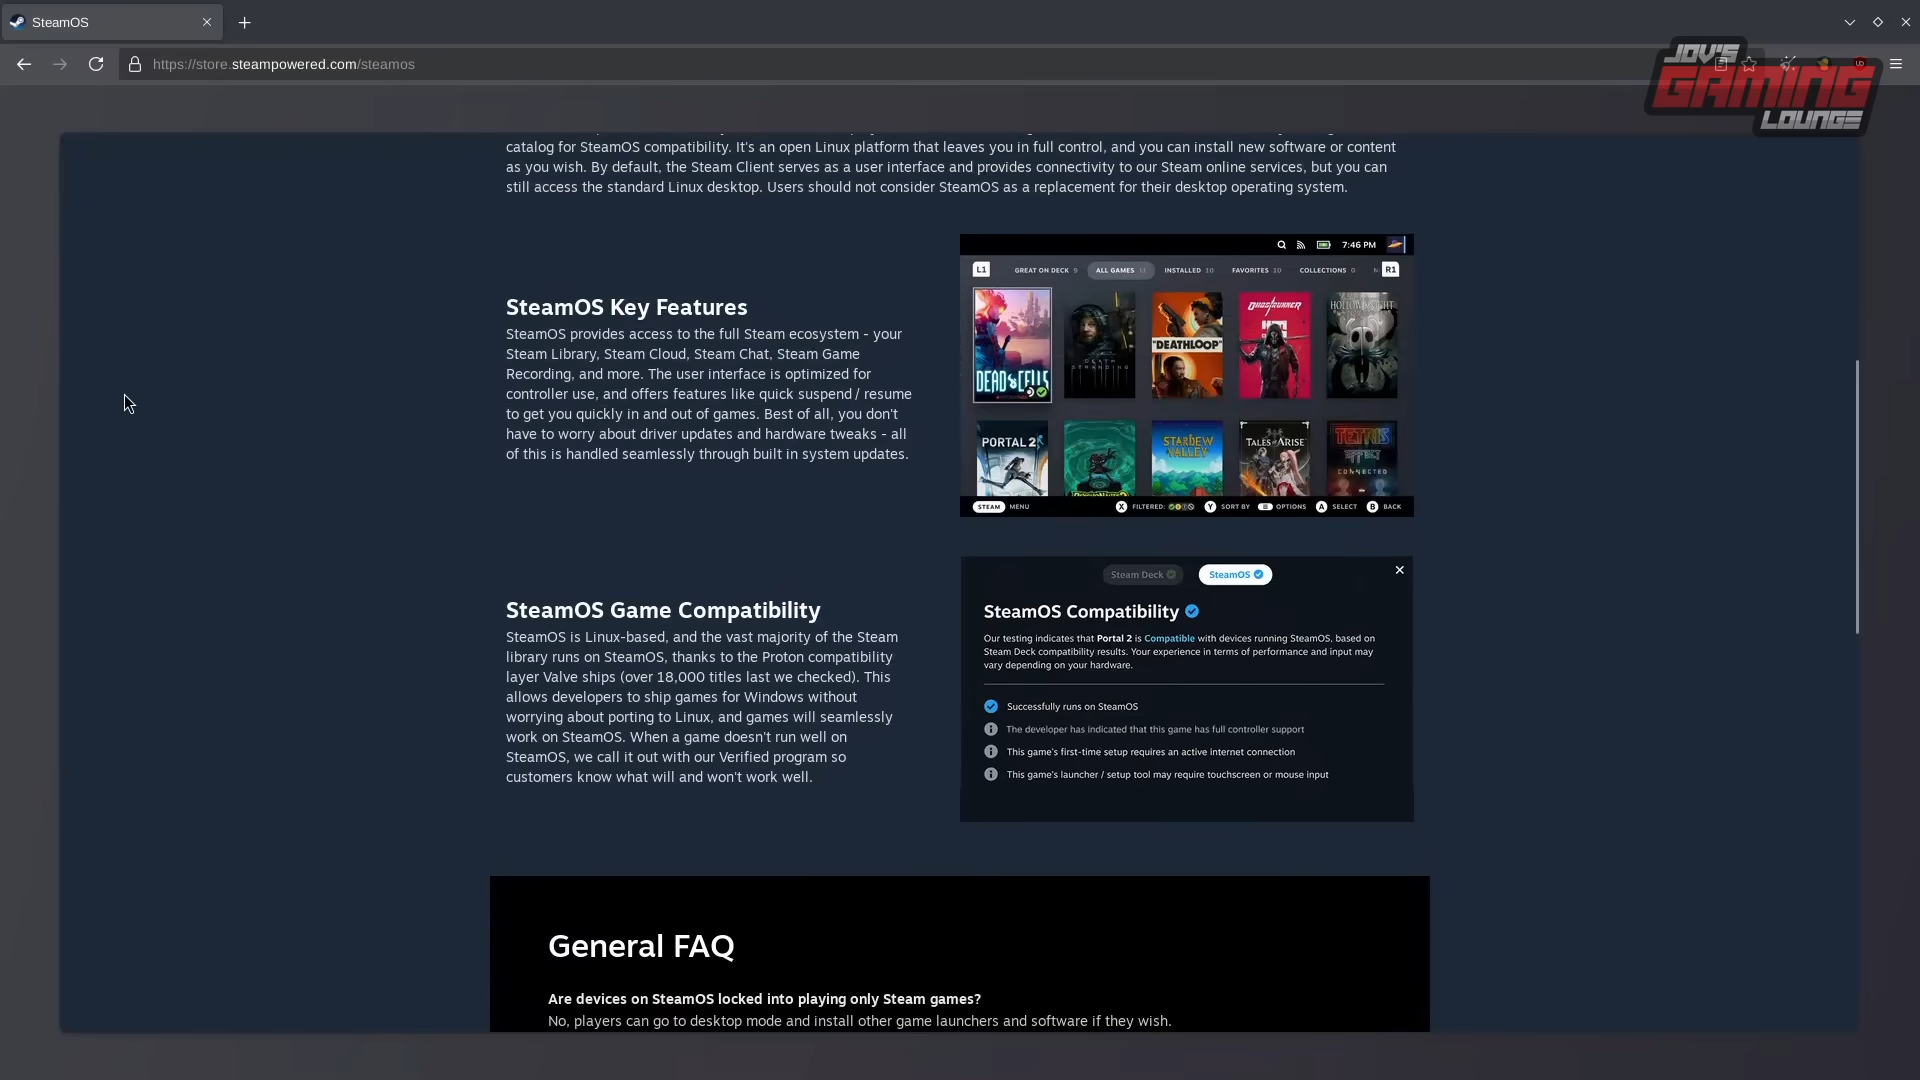 SteamOS
https://store.steampowered.com/steamos
JOV'S
GAMING
LOUNGE
catalog for SteamOS compatibility. It's an open Linux platform that leaves you in full control, and you can install new software or content
as you wish. By default, the Steam Client serves as a user interface and provides connectivity to our Steam online services, but you can
still access the standard Linux desktop. Users should not consider SteamOS as a replacement for their desktop operating system.
SteamOS Key Features
SteamOS provides access to the full Steam ecosystem - your
Steam Library, Steam Cloud, Steam Chat, Steam Game
Recording, and more. The user interface is optimized for
controller use, and offers features like quick suspend / resume
to get you quickly in and out of games. Best of all, you don't
have to worry about driver updates and hardware tweaks - all
of this is handled seamlessly through built in system updates.
7:46 PM
L1 GREAT ON DECK 9 ALL GAMES 11 INSTALLED 10 FAVORITES 10 COLLECTIONS 0 N R1
DEAD CELLS
DEATH STRANDING
DEATHLOOP
GHOSTRUNNER
HOLLOW KNIGHT
PORTAL 2
STARDEW VALLEY
TALES of ARISE
TETRIS EFFECT CONNECTED
STEAM MENU X FILTERED: Y SORT BY OPTIONS A SELECT B BACK
SteamOS Game Compatibility
SteamOS is Linux-based, and the vast majority of the Steam
library runs on SteamOS, thanks to the Proton compatibility
layer Valve ships (over 18,000 titles last we checked). This
allows developers to ship games for Windows without
worrying about porting to Linux, and games will seamlessly
work on SteamOS. When a game doesn't run well on
SteamOS, we call it out with our Verified program so
customers know what will and won't work well.
Steam Deck SteamOS
SteamOS Compatibility
Our testing indicates that Portal 2 is Compatible with devices running SteamOS, based on
Steam Deck compatibility results. Your experience in terms of performance and input may
vary depending on your hardware.
Successfully runs on SteamOS
The developer has indicated that this game has full controller support
This game's first-time setup requires an active internet connection
This game's launcher / setup tool may require touchscreen or mouse input
General FAQ
Are devices on SteamOS locked into playing only Steam games?
No, players can go to desktop mode and install other game launchers and software if they wish.